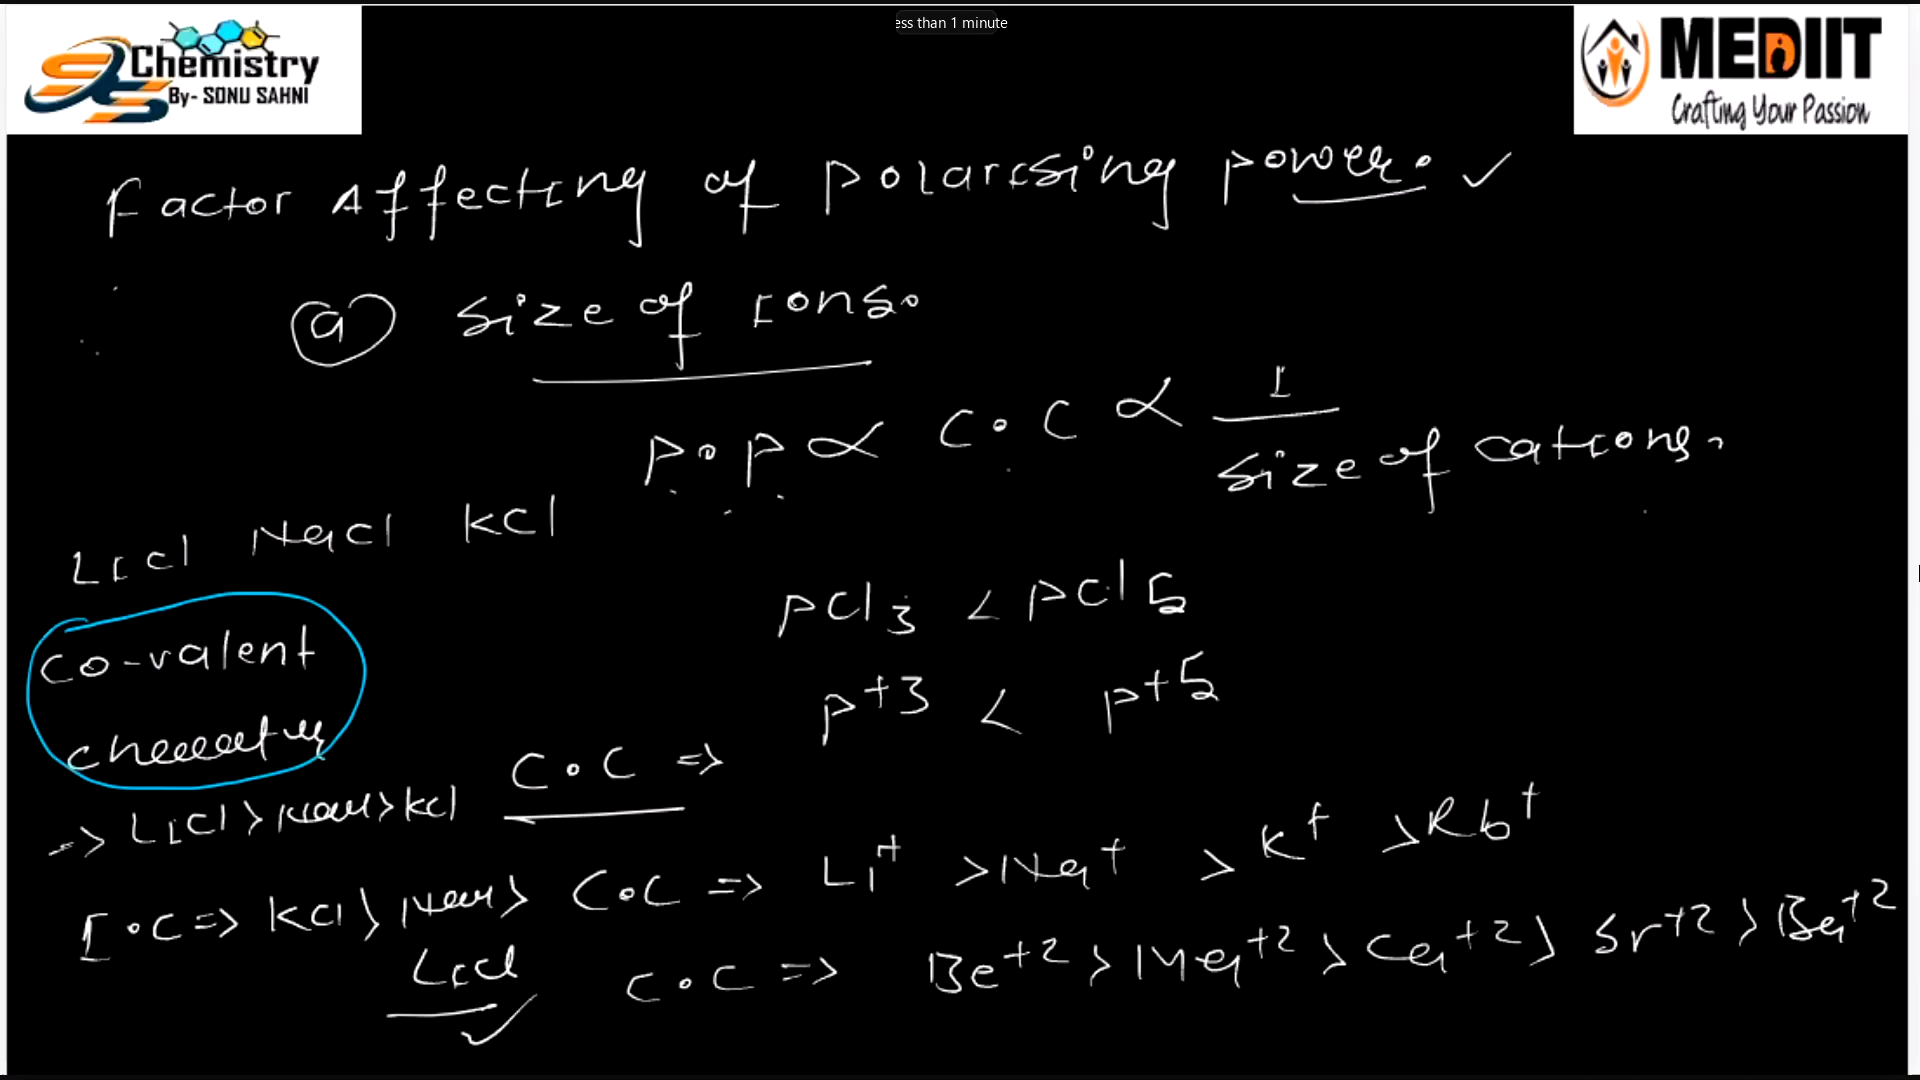 ess than 1 minute
Chemistry
By- SONU SAHNI
MEDIIT
Crafting Your Passion
Factor Affecting of polarising power.
(a) Size of ions.
P.P ∝ C.C ∝ 1 / size of cations.
LiCl NaCl KCl
PCl3 < PCl5
Co-valent
P+3 < P+5
C.C =>
=> LiCl > NaCl > KCl
C.C => Li+ > Na+ > K+ > Rb+
I.C => KCl > NaCl >
LiCl
C.C => Be+2 > Mg+2 > Ca+2 > Sr+2 > Ba+2